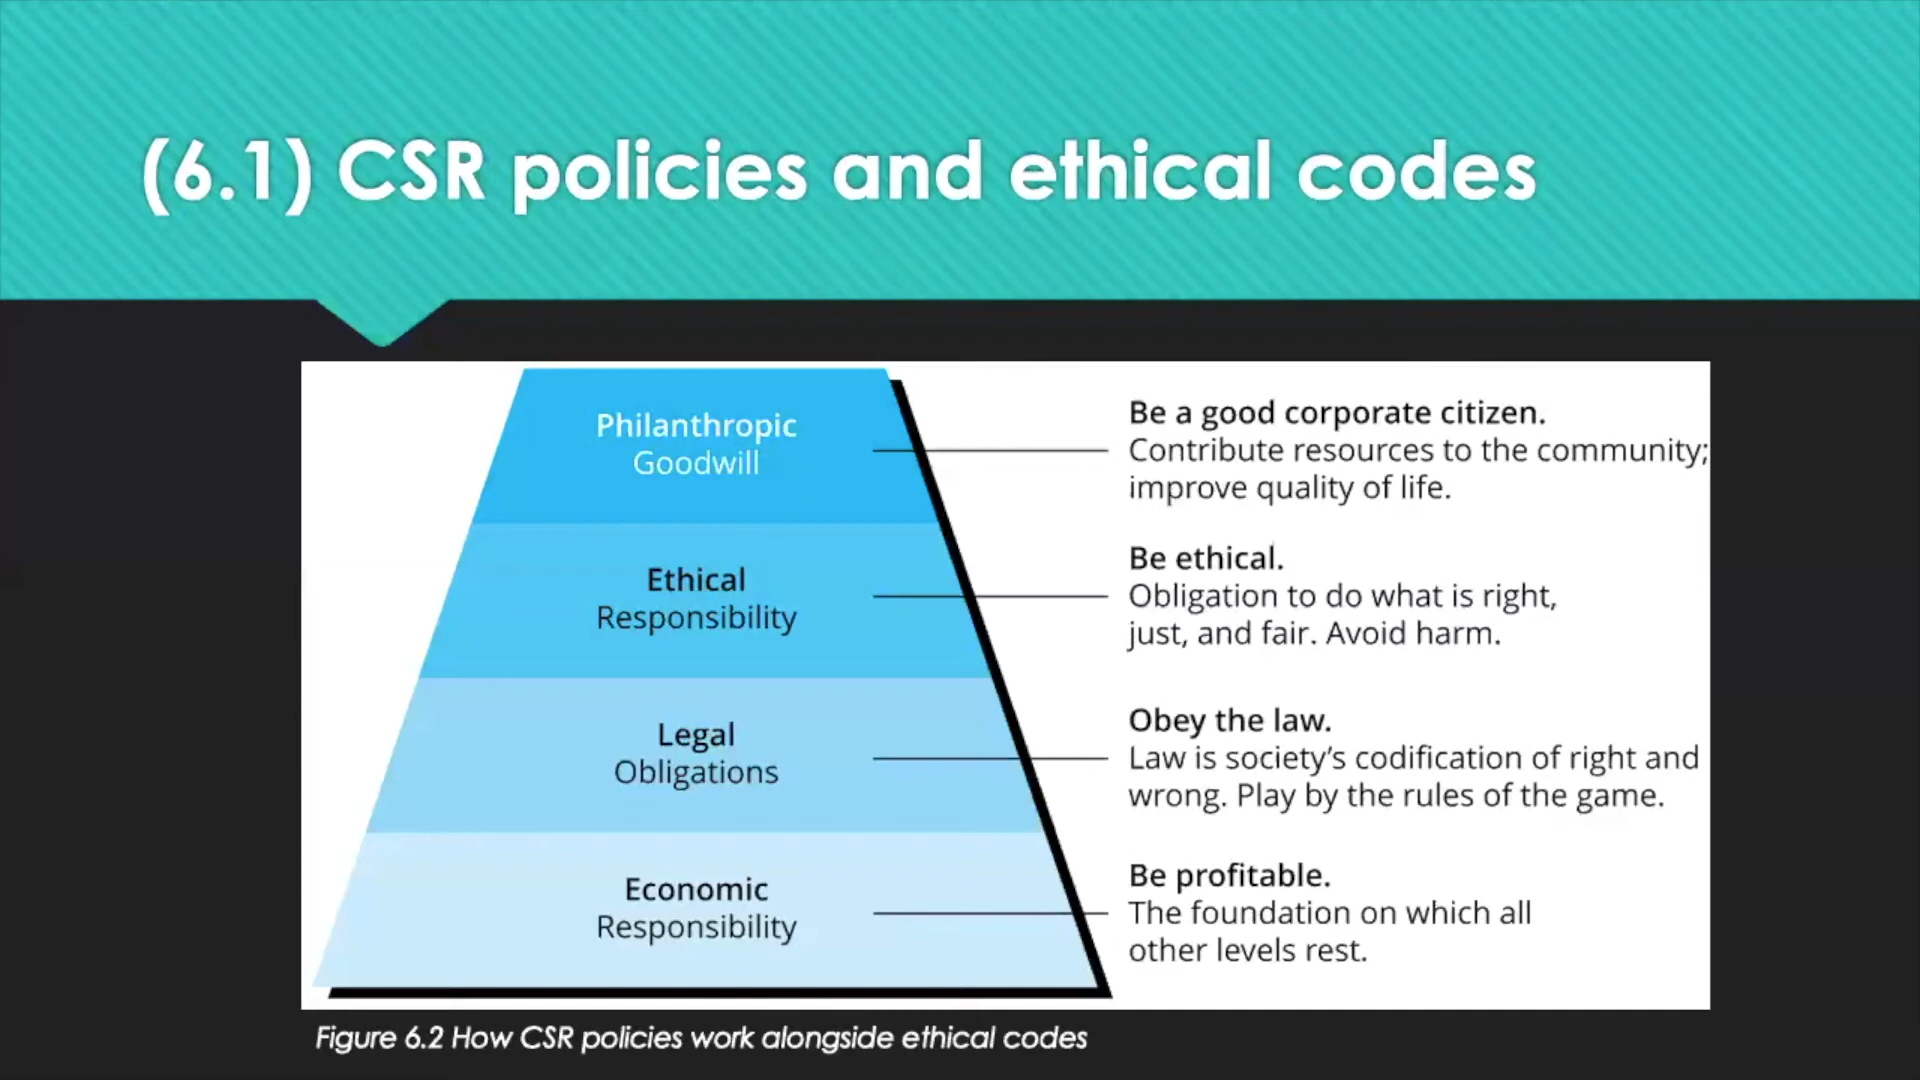 (6.1) CSR policies and ethical codes
Philanthropic
Goodwill
Be a good corporate citizen.
Contribute resources to the community;
improve quality of life.
Ethical
Responsibility
Be ethical.
Obligation to do what is right,
just, and fair. Avoid harm.
Legal
Obligations
Obey the law.
Law is society’s codification of right and
wrong. Play by the rules of the game.
Economic
Responsibility
Be profitable.
The foundation on which all
other levels rest.
Figure 6.2 How CSR policies work alongside ethical codes